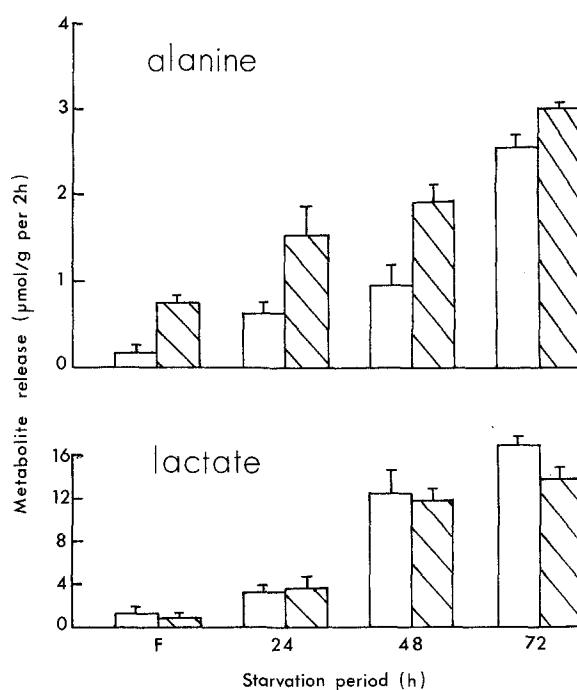 alanine
3
2
1
0
Metabolite release (µmol/g per 2h)
lactate
16
12
8
4
0
F 24 48 72
Starvation period (h)